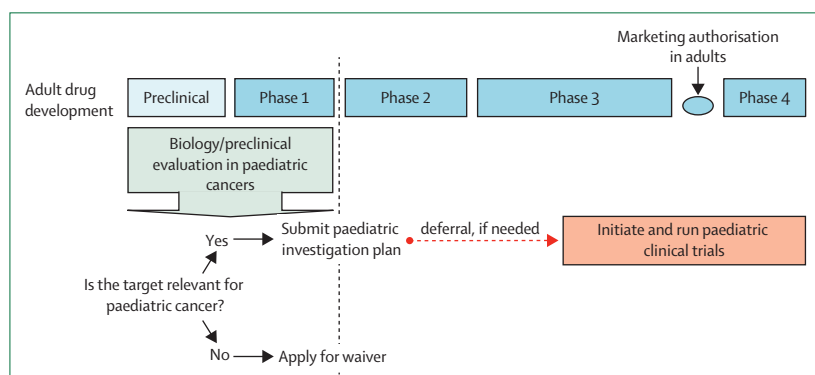 Marketing authorisation
in adults
Adult drug
development
Preclinical
Phase 1
Phase 2
Phase 3
Phase 4
Biology/preclinical
evaluation in paediatric
cancers
Yes
Submit paediatric
investigation plan
deferral, if needed
Initiate and run paediatric
clinical trials
Is the target relevant for
paediatric cancer?
No
Apply for waiver